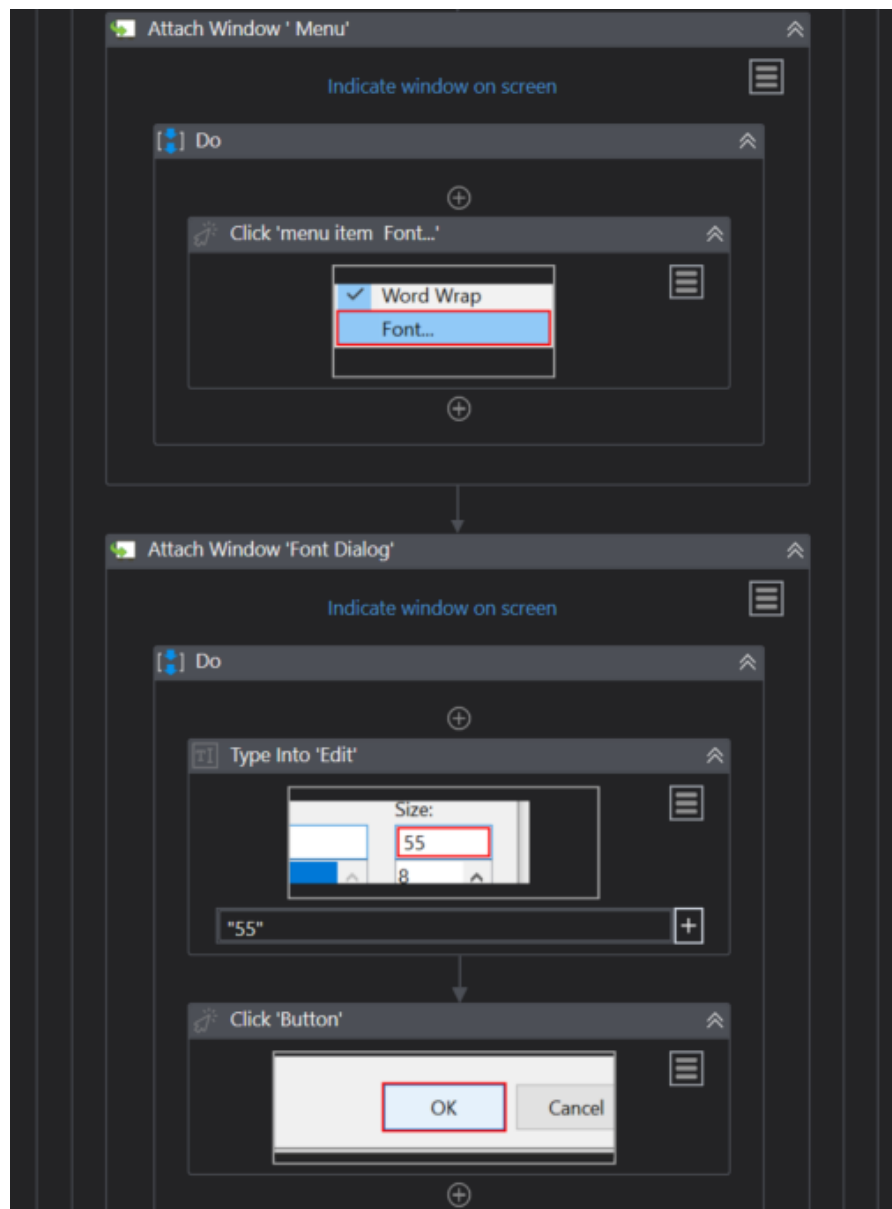 Attach Window ' Menu'
Indicate window on screen
Do
Click 'menu item  Font...'
Word Wrap
Font...
Attach Window 'Font Dialog'
Indicate window on screen
Do
Type Into 'Edit'
Size:
55
8
"55"
Click 'Button'
OK Cancel